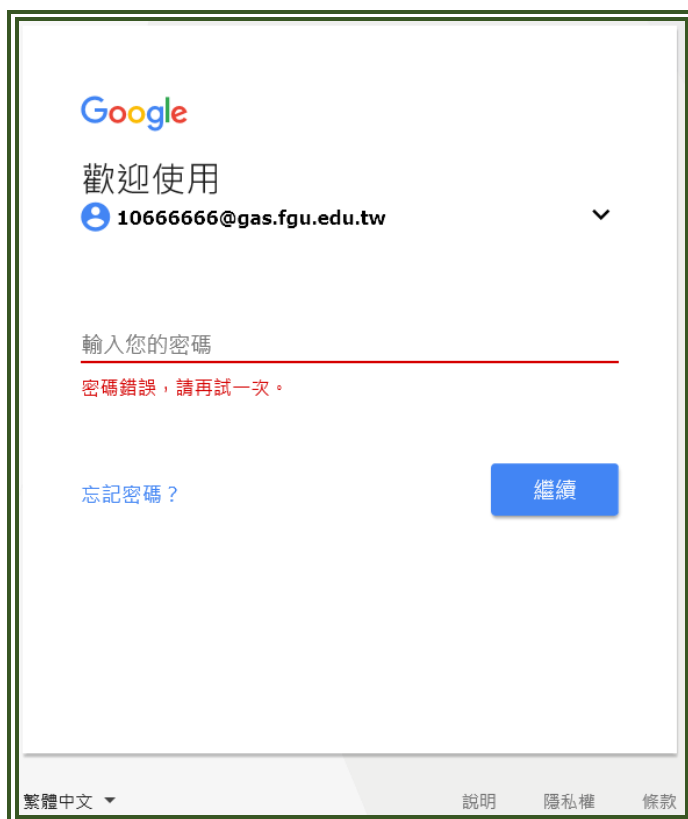 Google
歡迎使用
10666666@gas.fgu.edu.tw
輸入您的密碼
密碼錯誤，請再試一次。
忘記密碼？
繼續
繁體中文
說明 隱私權 條款